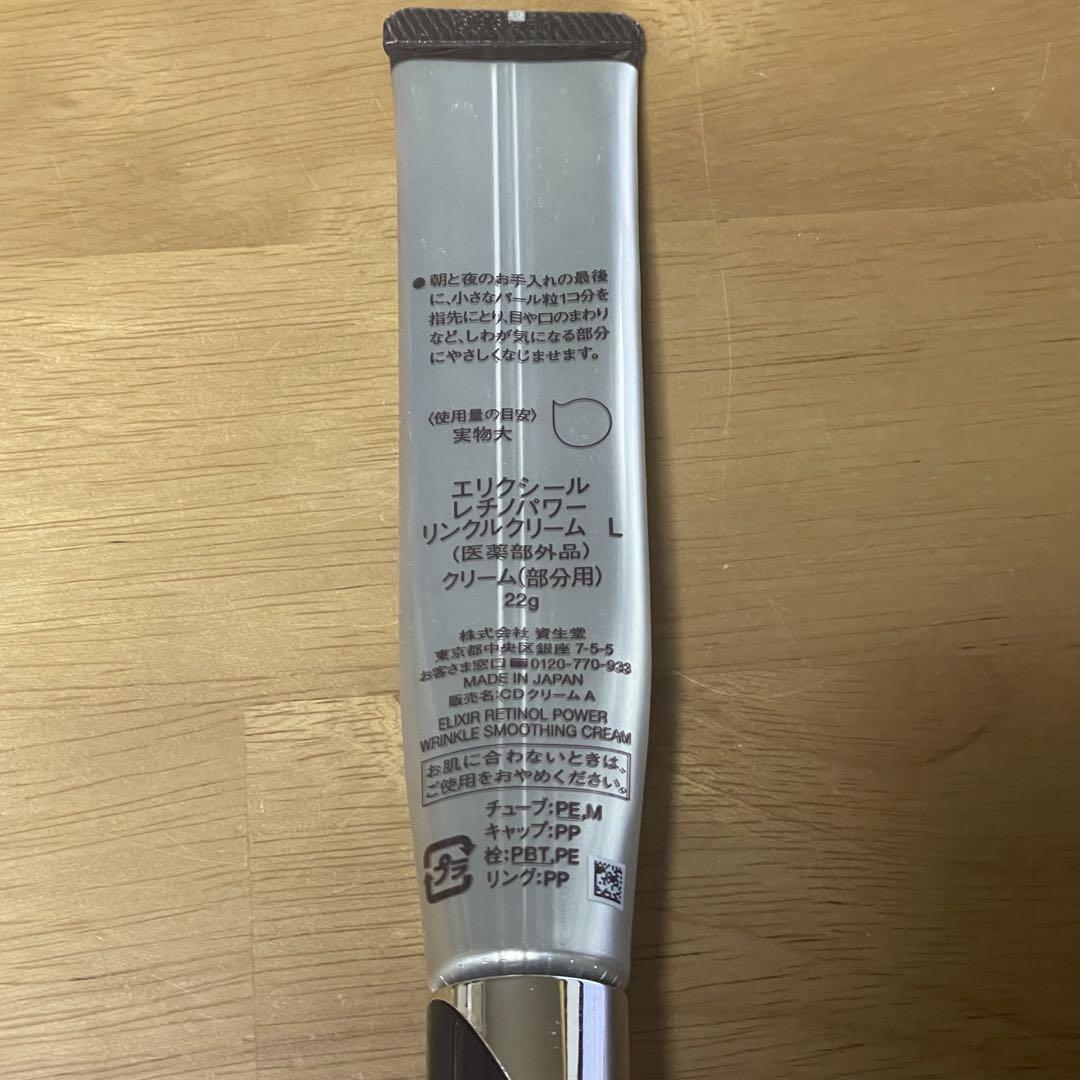 ●朝と夜のお手入れの最後
に、小さなパール粒1コ分を
指先にとり、目や口のまわり
など、しわが気になる部分
にやさしくなじませます。
〈使用量の目安〉
実物大
エリクシール
レチノパワー
リンクルクリーム L
(医薬部外品)
クリーム(部分用)
22g
株式会社 資生堂
東京都中央区銀座7-5-5
お客さま窓口 0120-770-933
MADE IN JAPAN
販売名:CDクリームA
ELIXIR RETINOL POWER
WRINKLE SMOOTHING CREAM
お肌に合わないときは、
ご使用をおやめください。
チューブ:PE,M
キャップ:PP
栓:PBT,PE
リング:PP
プラ